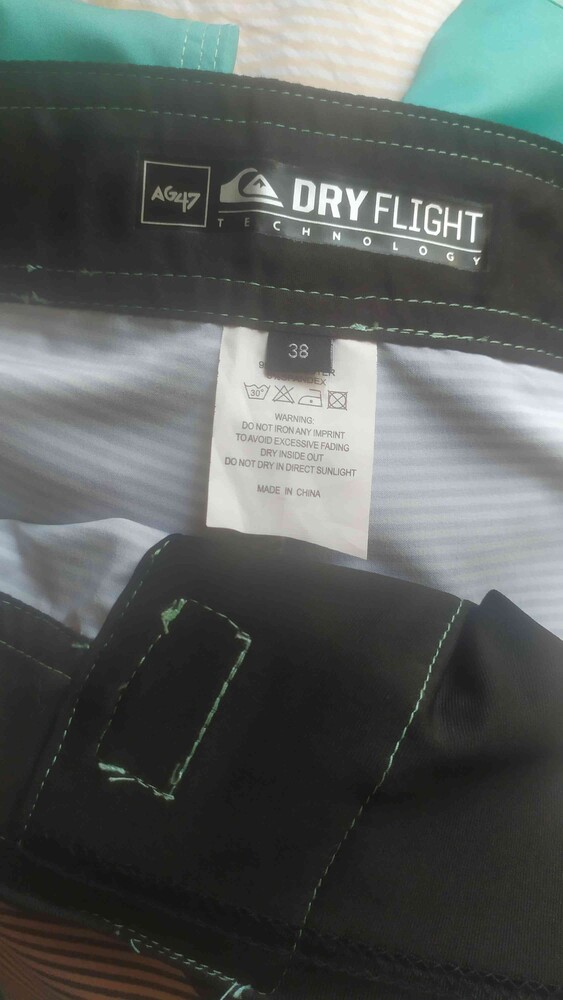 AG47
DRY FLIGHT
TECHNOLOGY
38
30°
WARNING:
DO NOT IRON ANY IMPRINT
TO AVOID EXCESSIVE FADING
DRY INSIDE OUT
DO NOT DRY IN DIRECT SUNLIGHT
MADE IN CHINA